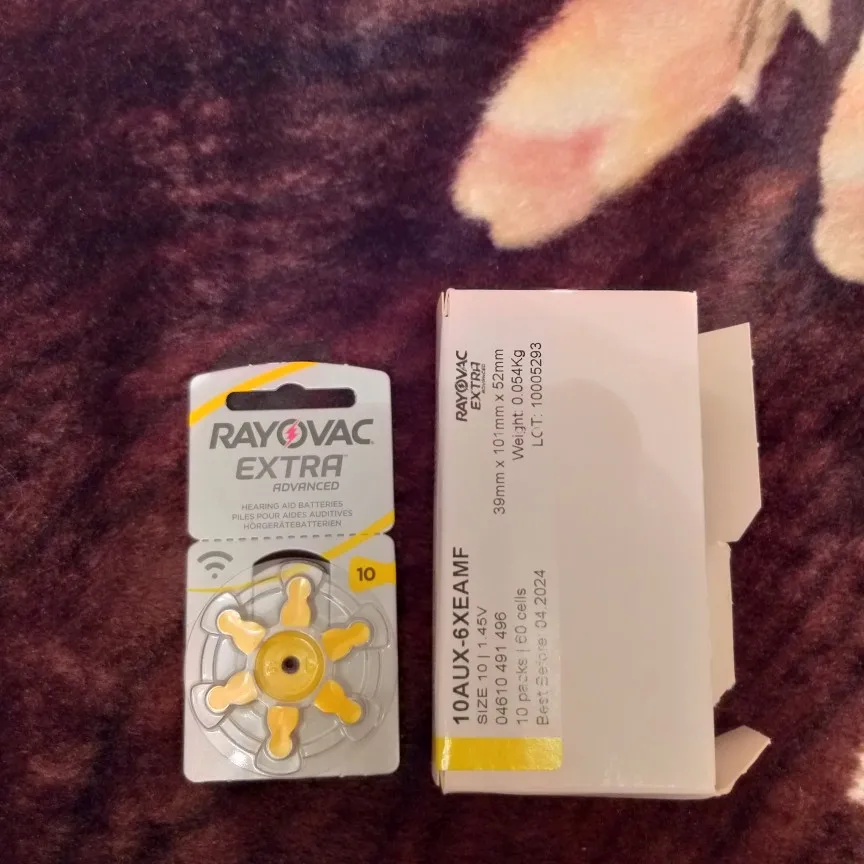 RAYOVAC
EXTRA™
ADVANCED
HEARING AID BATTERIES
PILES POUR AIDES AUDITIVES
HÖRGERÄTEBATTERIEN
10
RAYOVAC
EXTRA
ADVANCED
39mm x 101mm x 52mm
Weight 0.054Kg
LOT: 10005293
10AUX-6XEAMF
SIZE 10 | 1.45V
04610 491 496
10 packs | 60 cells
Best Before 04.2024